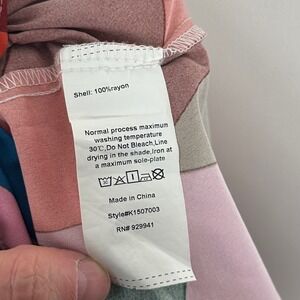 Shell: 100%rayon
Normal process maximum
washing temperature
30℃,Do Not Bleach,Line
drying in the shade,Iron at
a maximum sole-plate
Made in China
Style#K1507003
RN# 929941